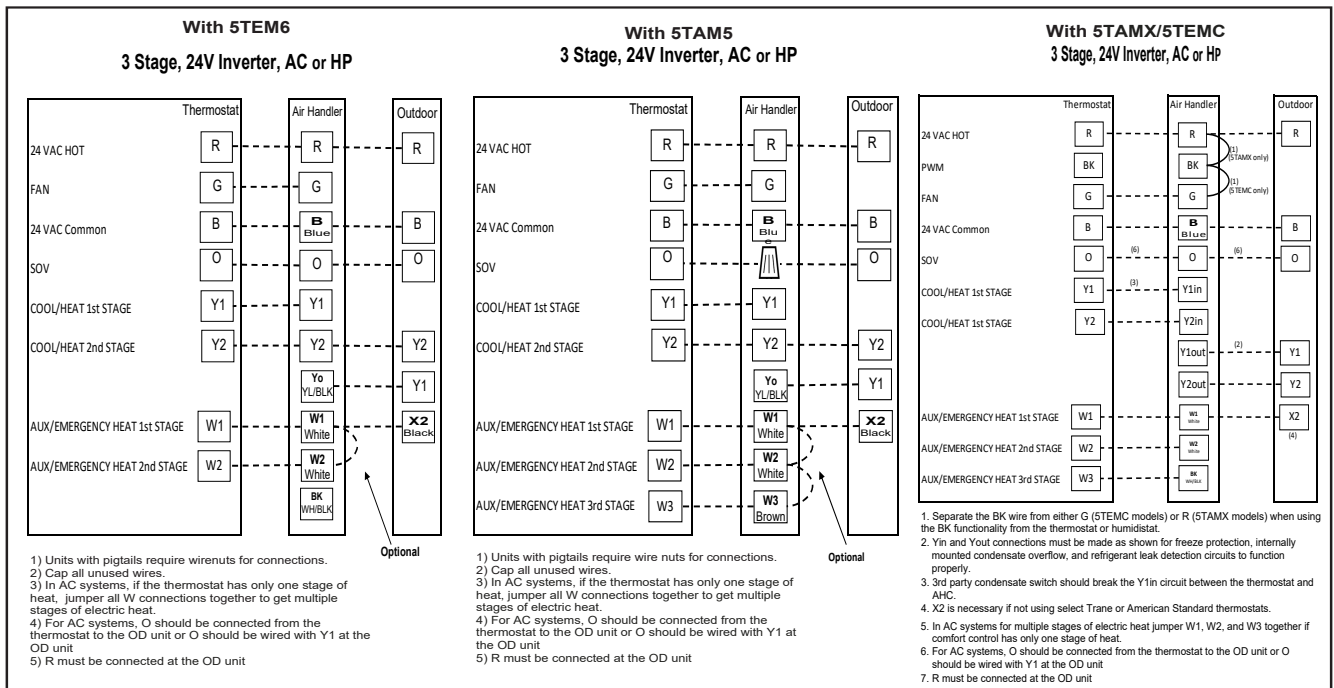 With 5TEM6
3 Stage, 24V Inverter, AC or HP
Thermostat
Air Handler
Outdoor
24 VAC HOT
R
R
R
FAN
G
G
24 VAC Common
B
B
Blue
B
SOV
O
O
O
COOL/HEAT 1st STAGE
Y1
Y1
COOL/HEAT 2nd STAGE
Y2
Y2
Y2
Yo
YL/BLK
Y1
AUX/EMERGENCY HEAT 1st STAGE
W1
W1
White
X2
Black
AUX/EMERGENCY HEAT 2nd STAGE
W2
W2
White
BK
WH/BLK
Optional
1) Units with pigtails require wirenuts for connections.
2) Cap all unused wires.
3) In AC systems, if the thermostat has only one stage of
heat, jumper all W connections together to get multiple
stages of electric heat.
4) For AC systems, O should be connected from the
thermostat to the OD unit or O should be wired with Y1 at the
OD unit
5) R must be connected at the OD unit
With 5TAM5
3 Stage, 24V Inverter, AC or HP
Thermostat
Air Handler
Outdoor
24 VAC HOT
R
R
R
FAN
G
G
24 VAC Common
B
B
Blu
e
B
SOV
O
O
COOL/HEAT 1st STAGE
Y1
Y1
COOL/HEAT 2nd STAGE
Y2
Y2
Y2
Yo
YL/BLK
Y1
AUX/EMERGENCY HEAT 1st STAGE
W1
W1
White
X2
Black
AUX/EMERGENCY HEAT 2nd STAGE
W2
W2
White
AUX/EMERGENCY HEAT 3rd STAGE
W3
W3
Brown
Optional
1) Units with pigtails require wire nuts for connections.
2) Cap all unused wires.
3) In AC systems, if the thermostat has only one stage of
heat, jumper all W connections together to get multiple
stages of electric heat.
4) For AC systems, O should be connected from the
thermostat to the OD unit or O should be wired with Y1 at
the OD unit
5) R must be connected at the OD unit
With 5TAMX/5TEMC
3 Stage, 24V Inverter, AC or HP
Thermostat
Air Handler
Outdoor
24 VAC HOT
R
R
R
(1)
(5TAMX only)
PWM
BK
BK
(1)
(5TEMC only)
FAN
G
G
24 VAC Common
B
B
Blue
B
SOV
O
(6)
O
(6)
O
COOL/HEAT 1st STAGE
Y1
(3)
Y1in
COOL/HEAT 1st STAGE
Y2
Y2in
Y1out
(2)
Y1
Y2out
Y2
AUX/EMERGENCY HEAT 1st STAGE
W1
W1
White
X2
(4)
AUX/EMERGENCY HEAT 2nd STAGE
W2
W2
White
AUX/EMERGENCY HEAT 3rd STAGE
W3
BK
WH/BLK
1. Separate the BK wire from either G (5TEMC models) or R (5TAMX models) when using
the BK functionality from the thermostat or humidistat.
2. Yin and Yout connections must be made as shown for freeze protection, internally
mounted condensate overflow, and refrigerant leak detection circuits to function
properly.
3. 3rd party condensate switch should break the Y1in circuit between the thermostat and
AHC.
4. X2 is necessary if not using select Trane or American Standard thermostats.
5. In AC systems for multiple stages of electric heat jumper W1, W2, and W3 together if
comfort control has only one stage of heat.
6. For AC systems, O should be connected from the thermostat to the OD unit or O
should be wired with Y1 at the OD unit
7. R must be connected at the OD unit